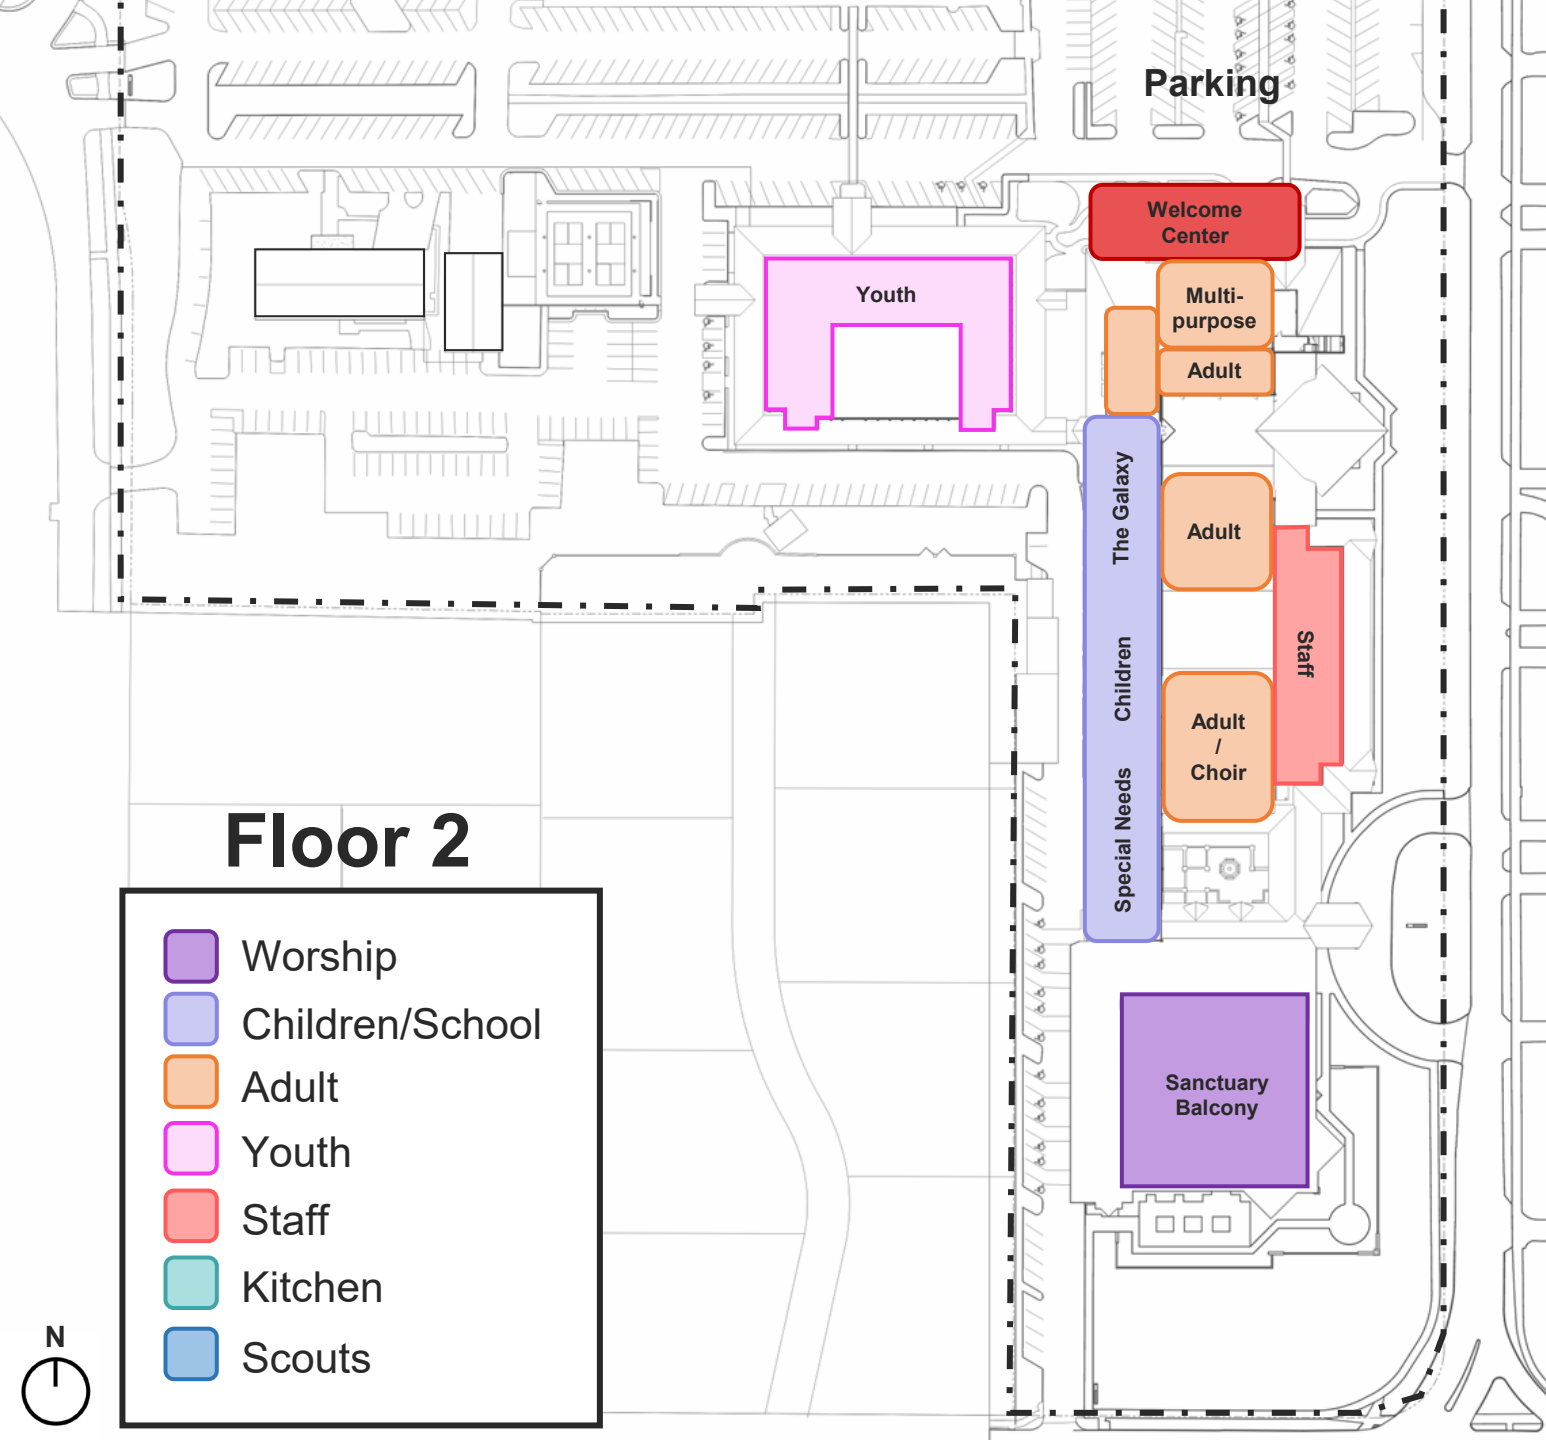 Parking
Welcome
Center
Multi-
purpose
Youth
Adult
The Galaxy
Adult
Children
Staff
Adult
/
Choir
Special Needs
Sanctuary
Balcony
Floor 2
Worship
Children/School
Adult
Youth
Staff
Kitchen
Scouts
N